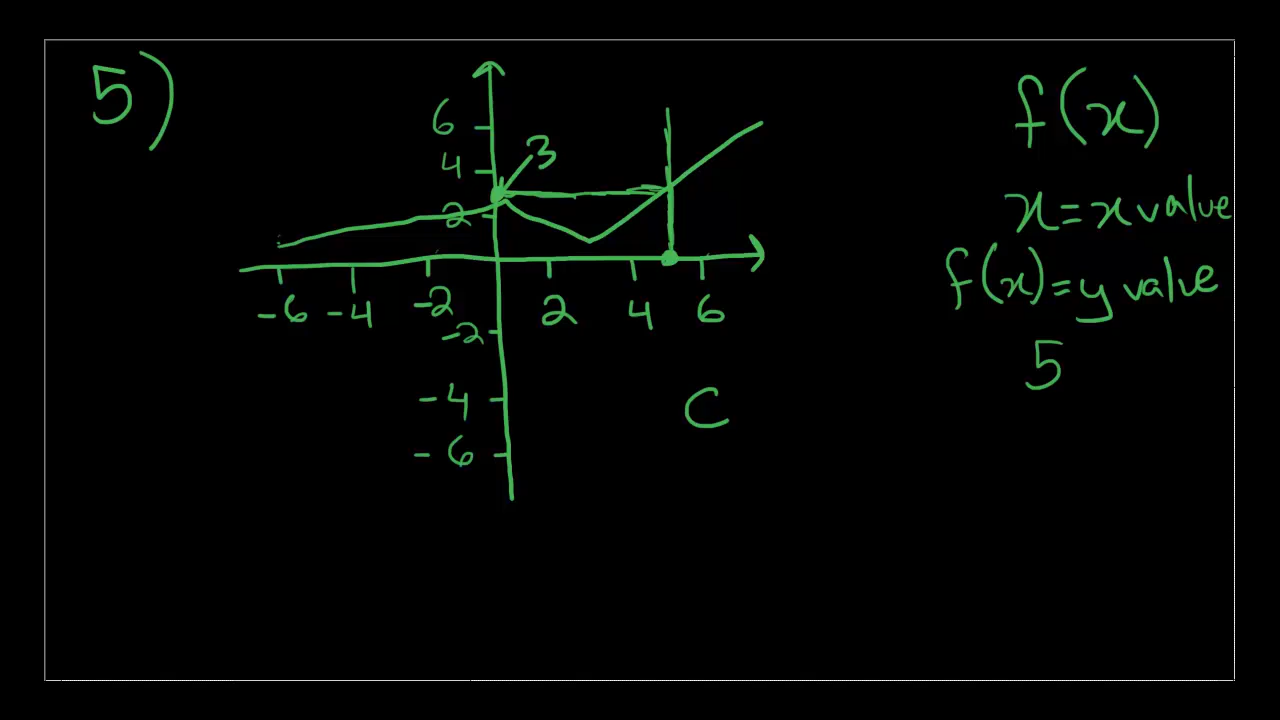 5)
6
4
3
2
-6 -4 -2 2 4 6
-2
-4
-6
C
f(x)
x = x value
f(x) = y value
5